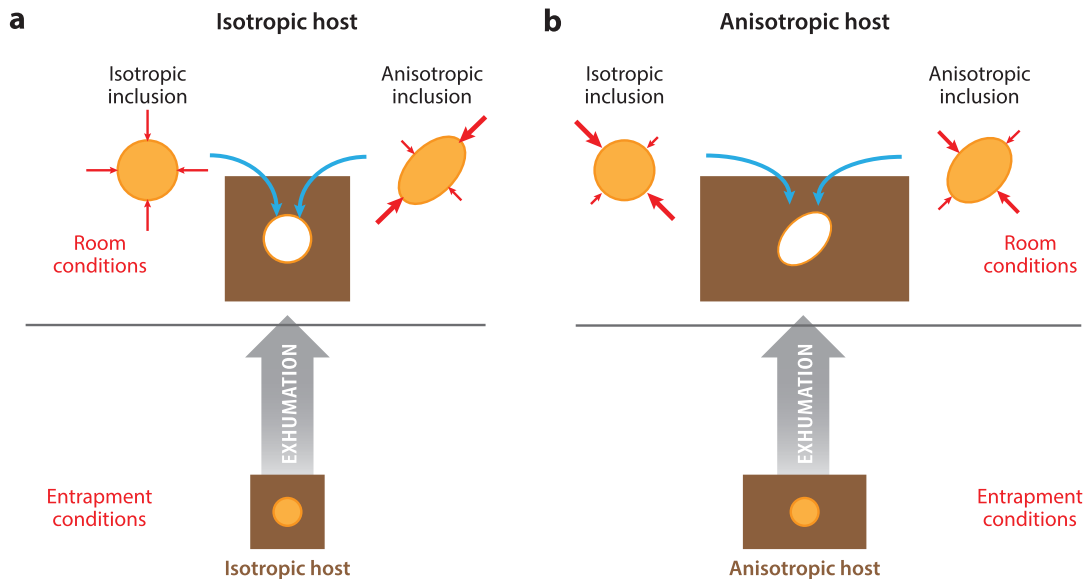 a
Isotropic host
Isotropic
inclusion
Anisotropic
inclusion
Room
conditions
EXHUMATION
Entrapment
conditions
Isotropic host
b
Anisotropic host
Isotropic
inclusion
Anisotropic
inclusion
Room
conditions
EXHUMATION
Entrapment
conditions
Anisotropic host